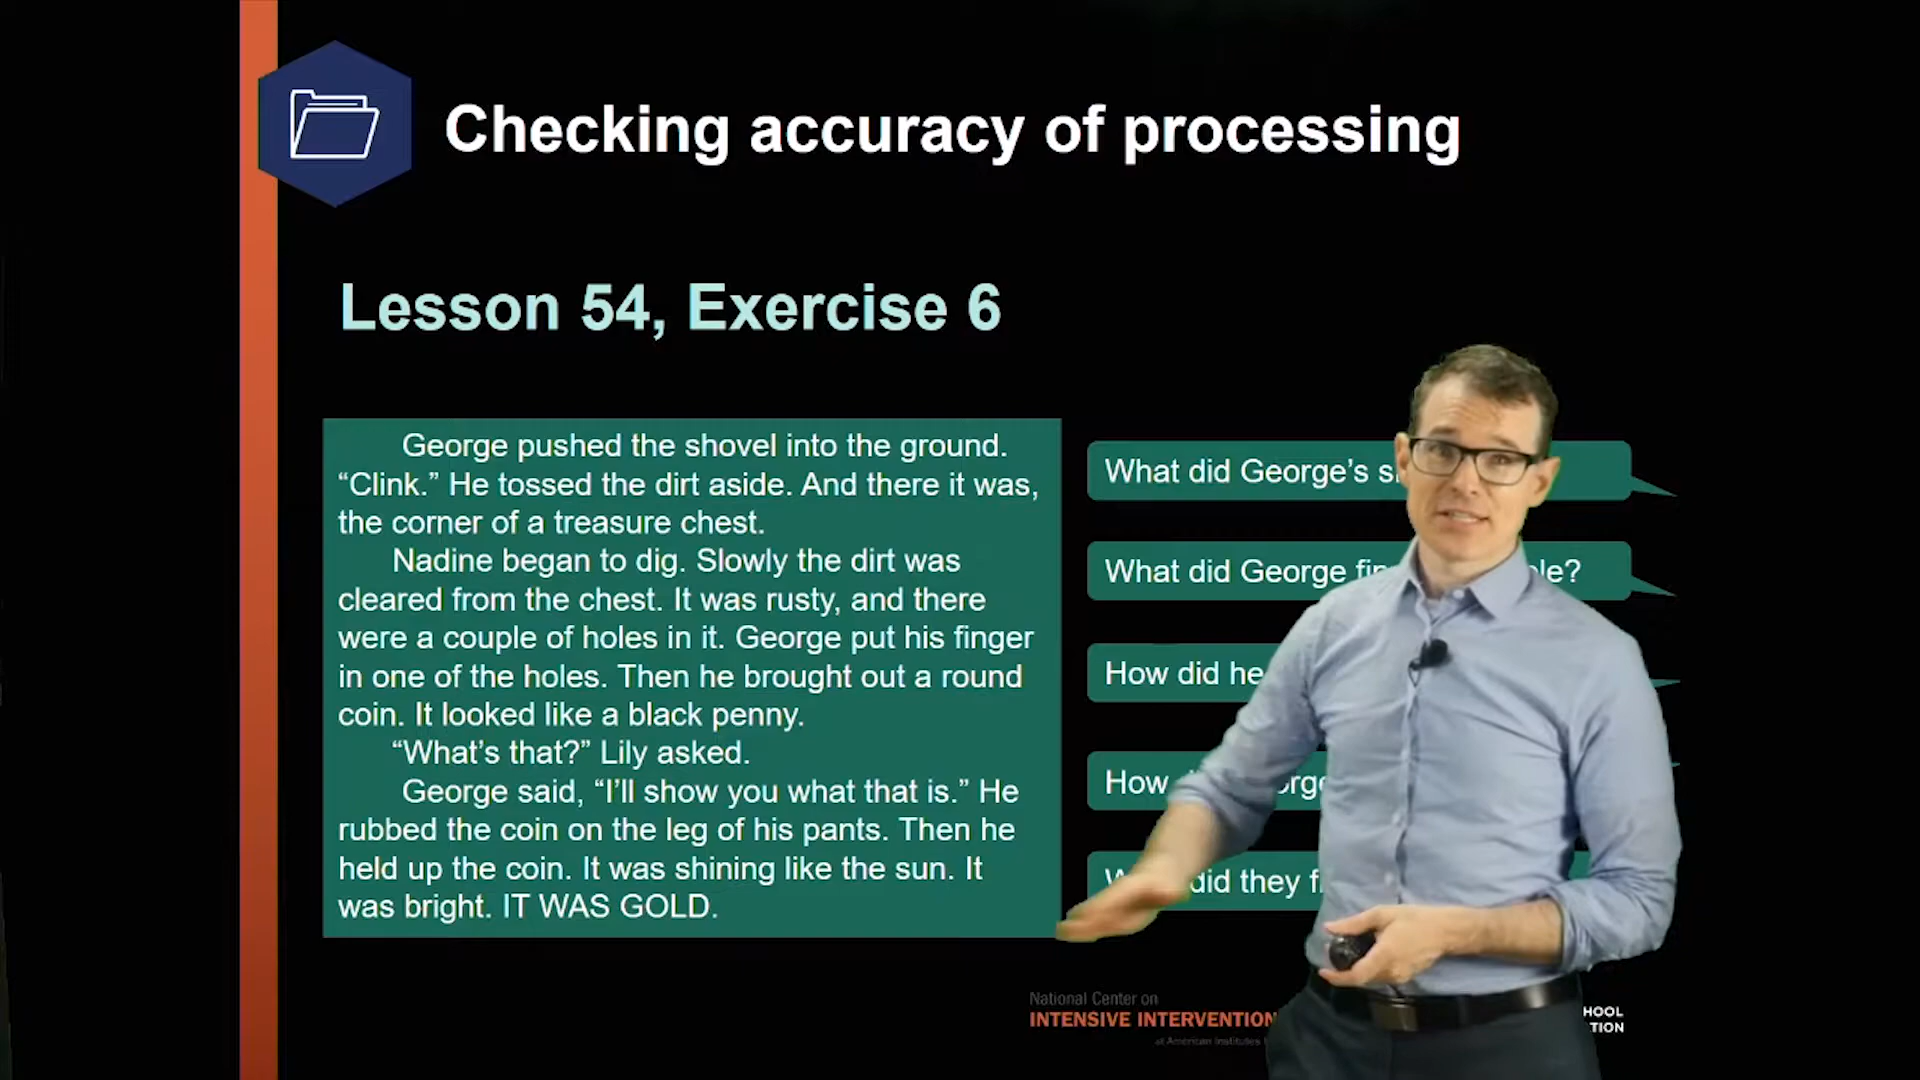 Checking accuracy of processing
Lesson 54, Exercise 6
George pushed the shovel into the ground.
“Clink.” He tossed the dirt aside. And there it was,
the corner of a treasure chest.
Nadine began to dig. Slowly the dirt was
cleared from the chest. It was rusty, and there
were a couple of holes in it. George put his finger
in one of the holes. Then he brought out a round
coin. It looked like a black penny.
“What’s that?” Lily asked.
George said, “I’ll show you what that is.” He
rubbed the coin on the leg of his pants. Then he
held up the coin. It was shining like the sun. It
was bright. IT WAS GOLD.
What did George’s
What did George
How did he
How
did they
National Center on
INTENSIVE INTERVENTION
at American Institutes